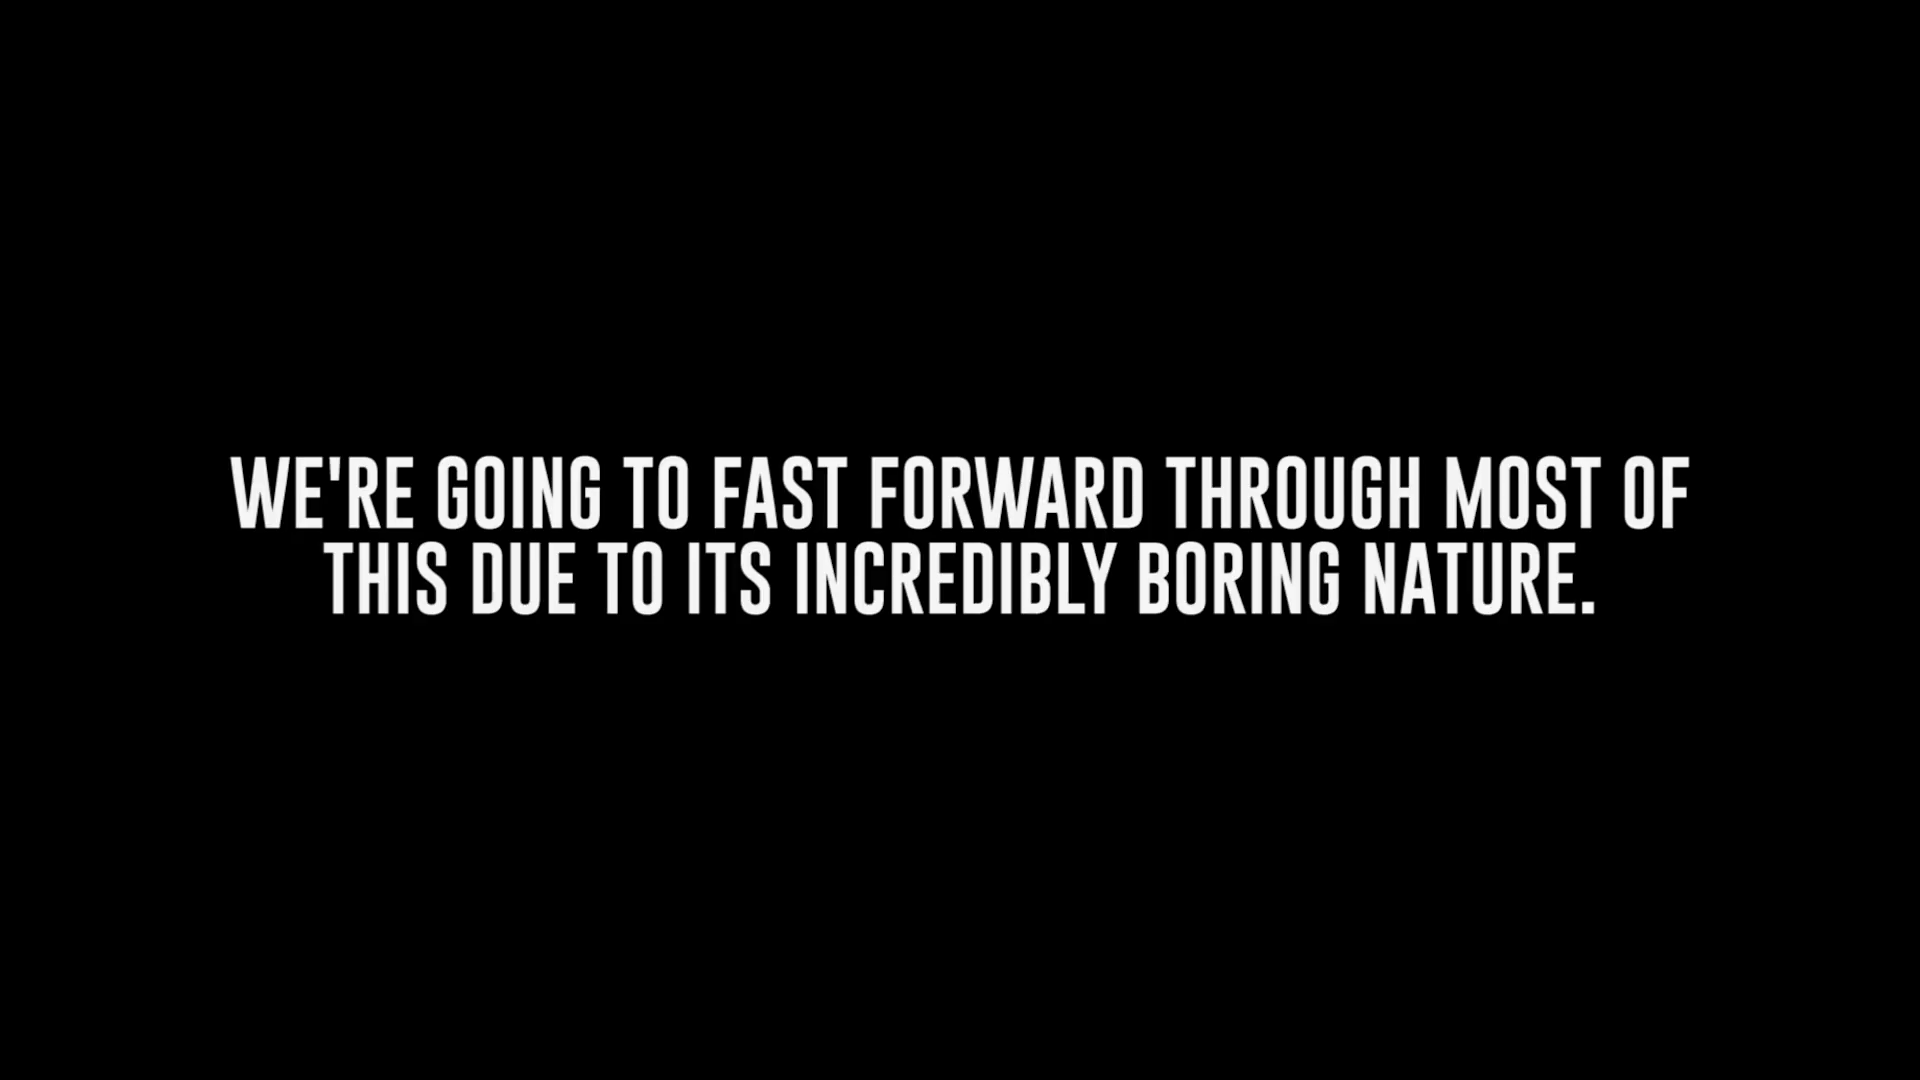 WE'RE GOING TO FAST FORWARD THROUGH MOST OF
THIS DUE TO ITS INCREDIBLY BORING NATURE.